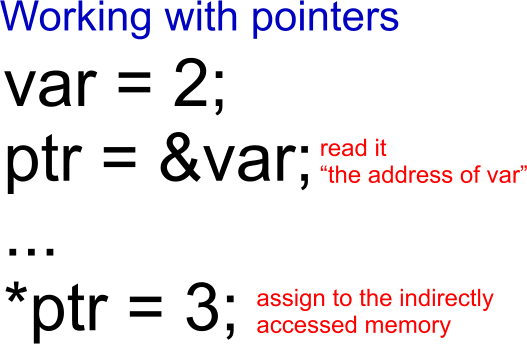 Working with pointers
var = 2;
ptr = &var;
read it
“the address of var”
...
*ptr = 3;
assign to the indirectly
accessed memory